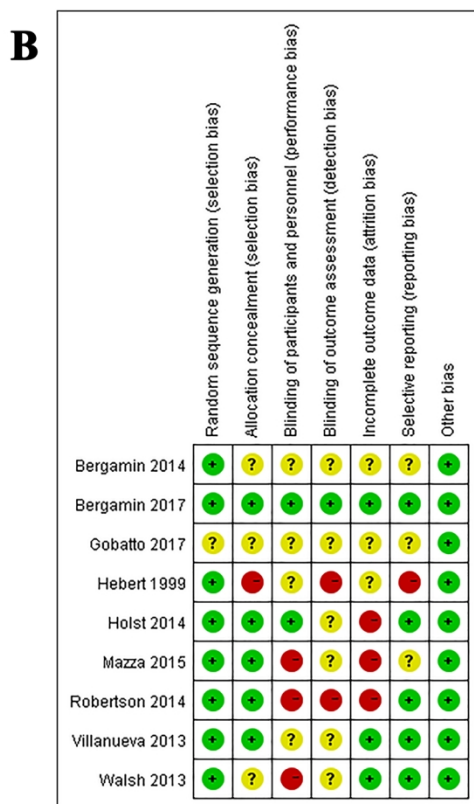 B
Random sequence generation (selection bias)
Allocation concealment (selection bias)
Blinding of participants and personnel (performance bias)
Blinding of outcome assessment (detection bias)
Incomplete outcome data (attrition bias)
Selective reporting (reporting bias)
Other bias
Bergamin 2014 + ? ? ? ? ? +
Bergamin 2017 + + + + + + +
Gobatto 2017 ? ? ? ? ? ? +
Hebert 1999 + - ? - ? - +
Holst 2014 + + + ? - + +
Mazza 2015 + + - ? - ? +
Robertson 2014 + + - - - + +
Villanueva 2013 + + ? ? + + +
Walsh 2013 + ? - ? + + +